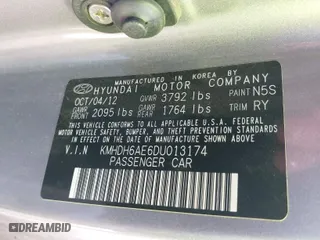 MANUFACTURED IN KOREA BY
HYUNDAI MOTOR COMPANY
OCT/04/12 GVWR 3792 lbs PAINT N5S
GAWR FRONT 2095 lbs GAWR REAR 1764 lbs TRIM RY
THIS VEHICLE CONFORMS TO ALL APPLICABLE
FEDERAL MOTOR VEHICLE SAFETY, BUMPER, AND
THEFT PREVENTION STANDARDS IN EFFECT ON
THE DATE OF MANUFACTURE SHOWN ABOVE.
V.I.N KMHDH6AE6DU013174
PASSENGER CAR